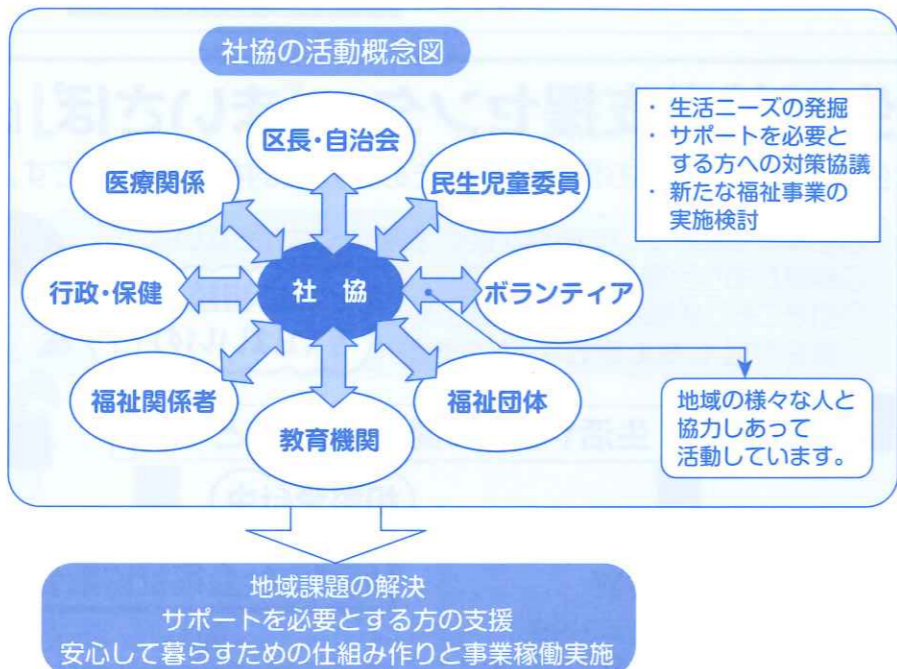 社協の活動概念図
区長・自治会
医療関係
民生児童委員
・ 生活ニーズの発掘
・ サポートを必要と
する方への対策協議
・ 新たな福祉事業の
実施検討
行政・保健
社 協
ボランティア
福祉関係者
福祉団体
教育機関
地域の様々な人と
協力しあって
活動しています。
地域課題の解決
サポートを必要とする方の支援
安心して暮らすための仕組み作りと事業稼働実施